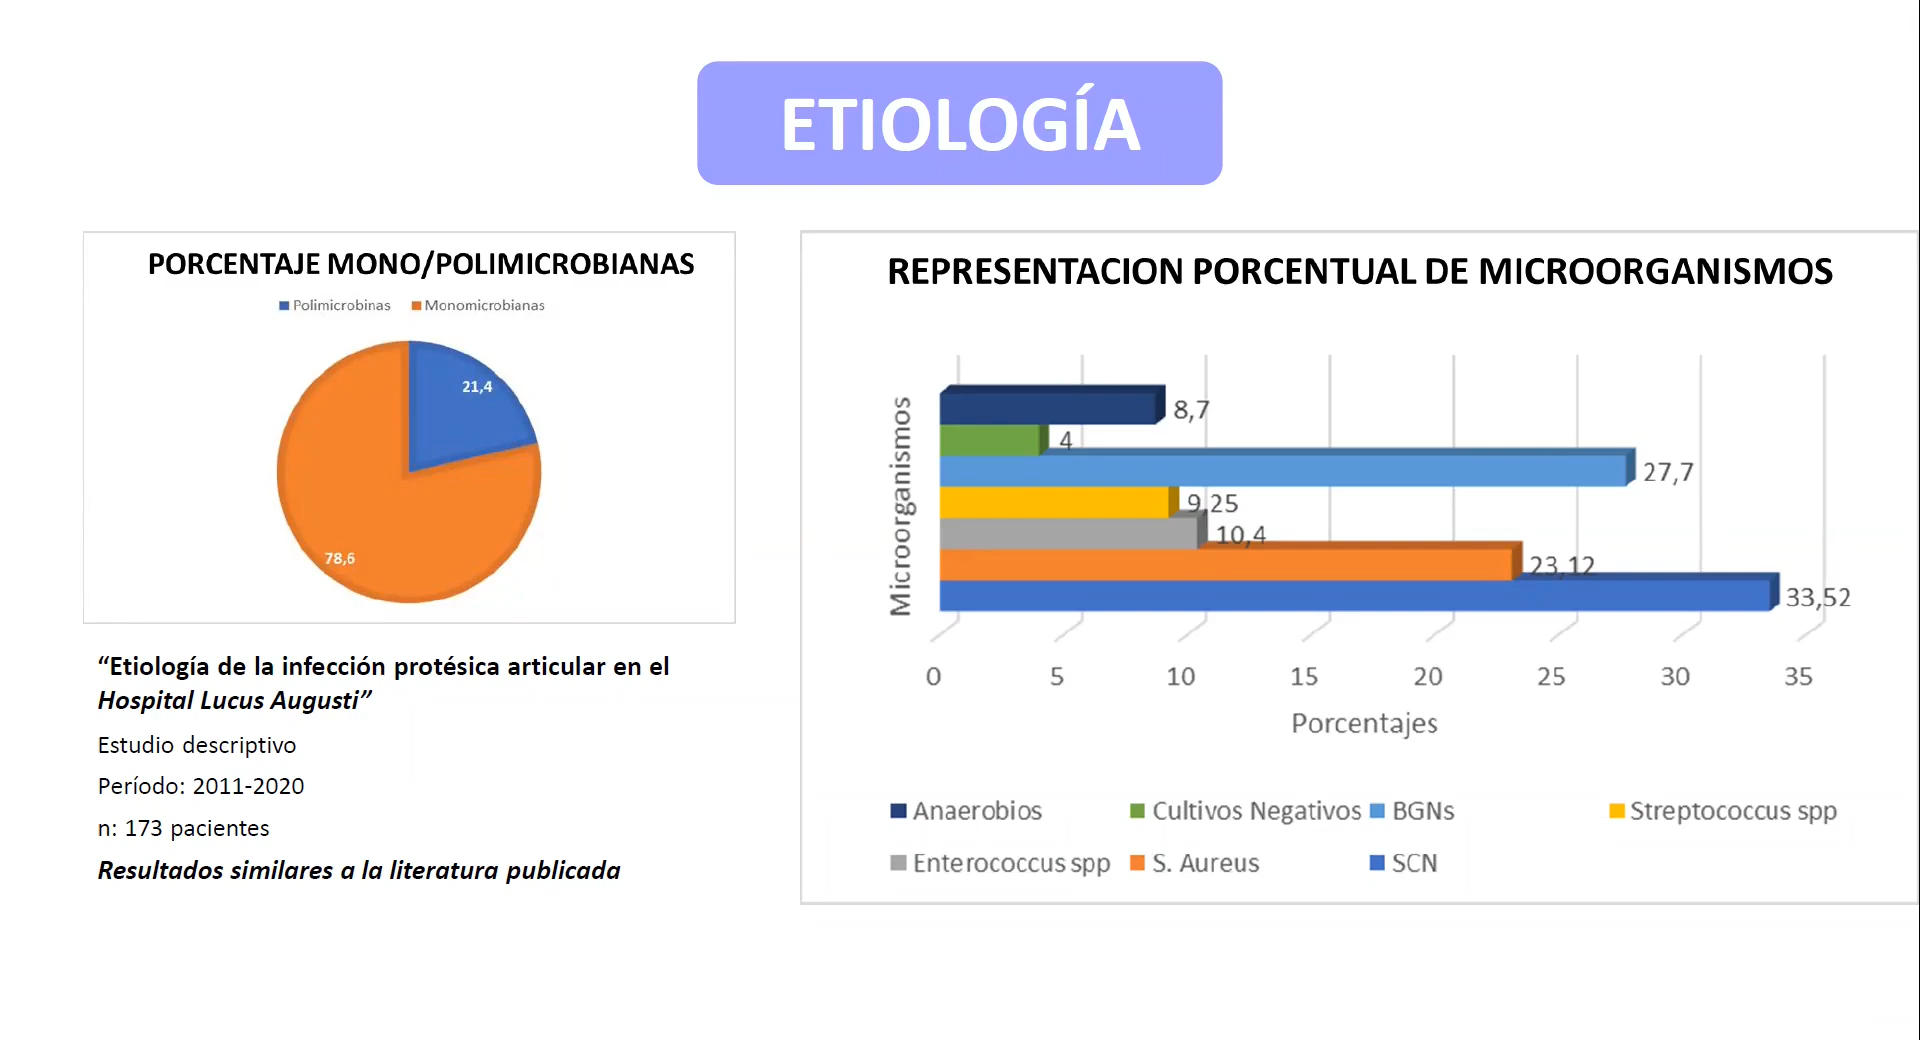 ETIOLOGÍA
PORCENTAJE MONO/POLIMICROBIANAS
Polimicrobinas Monomicrobianas
21,4
78,6
“Etiología de la infección protésica articular en el
Hospital Lucus Augusti”
Estudio descriptivo
Período: 2011-2020
n: 173 pacientes
Resultados similares a la literatura publicada
REPRESENTACION PORCENTUAL DE MICROORGANISMOS
Microorganismos
8,7
4
27,7
9,25
10,4
23,12
33,52
0 5 10 15 20 25 30 35
Porcentajes
Anaerobios Cultivos Negativos BGNs Streptococcus spp
Enterococcus spp S. Aureus SCN